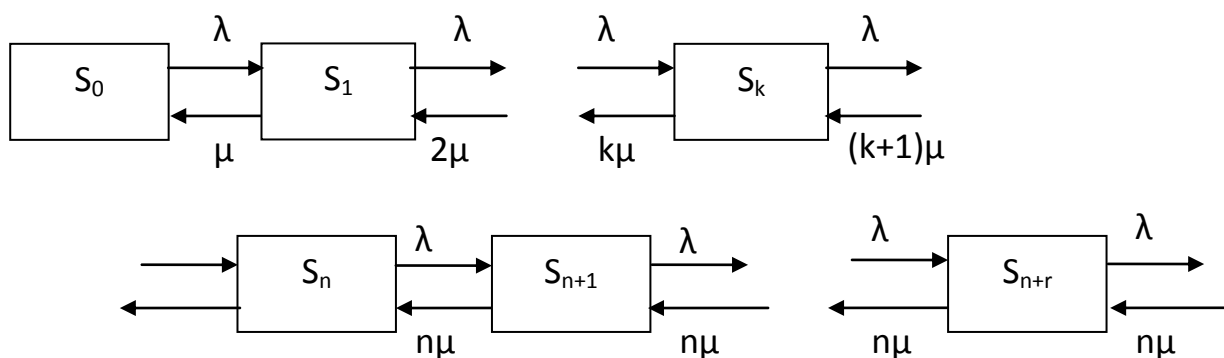 λ λ λ λ
S₀ S₁ Sₖ
μ 2μ kμ (k+1)μ
λ λ λ λ
Sₙ Sₙ₊₁ Sₙ₊ᵣ
nμ nμ nμ nμ